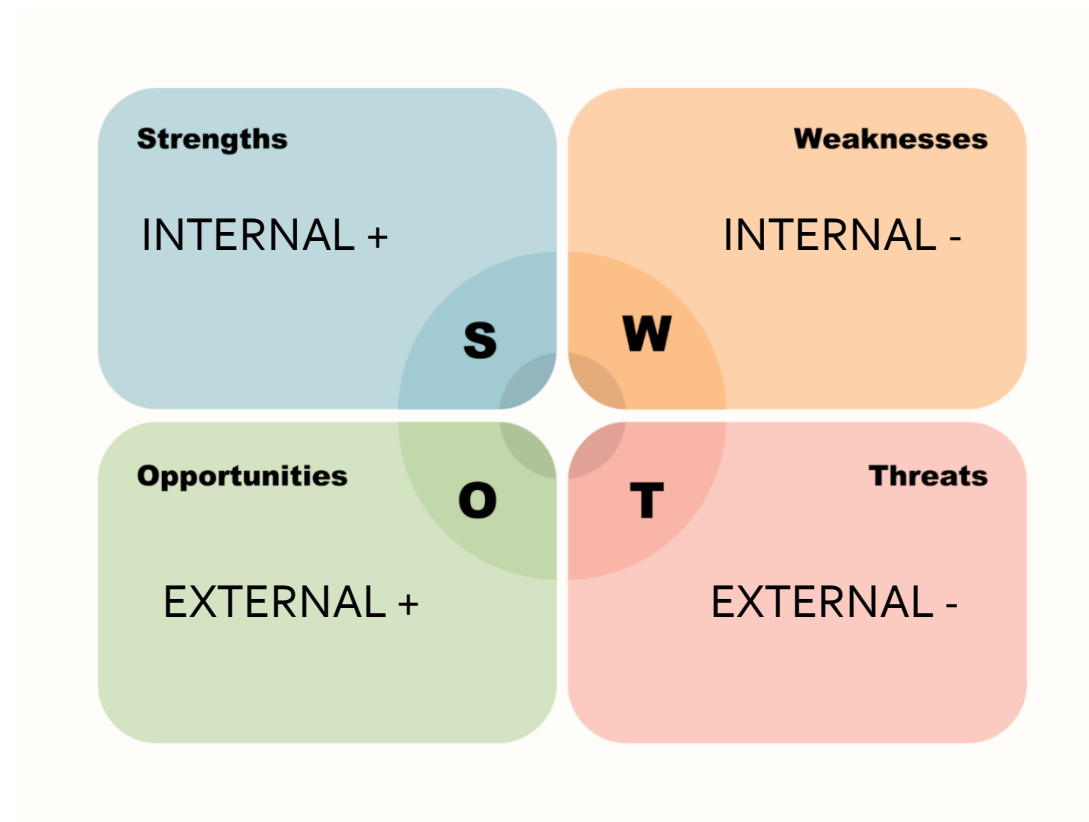 Strengths
INTERNAL +
S
Weaknesses
INTERNAL -
W
Opportunities
O
EXTERNAL +
Threats
T
EXTERNAL -